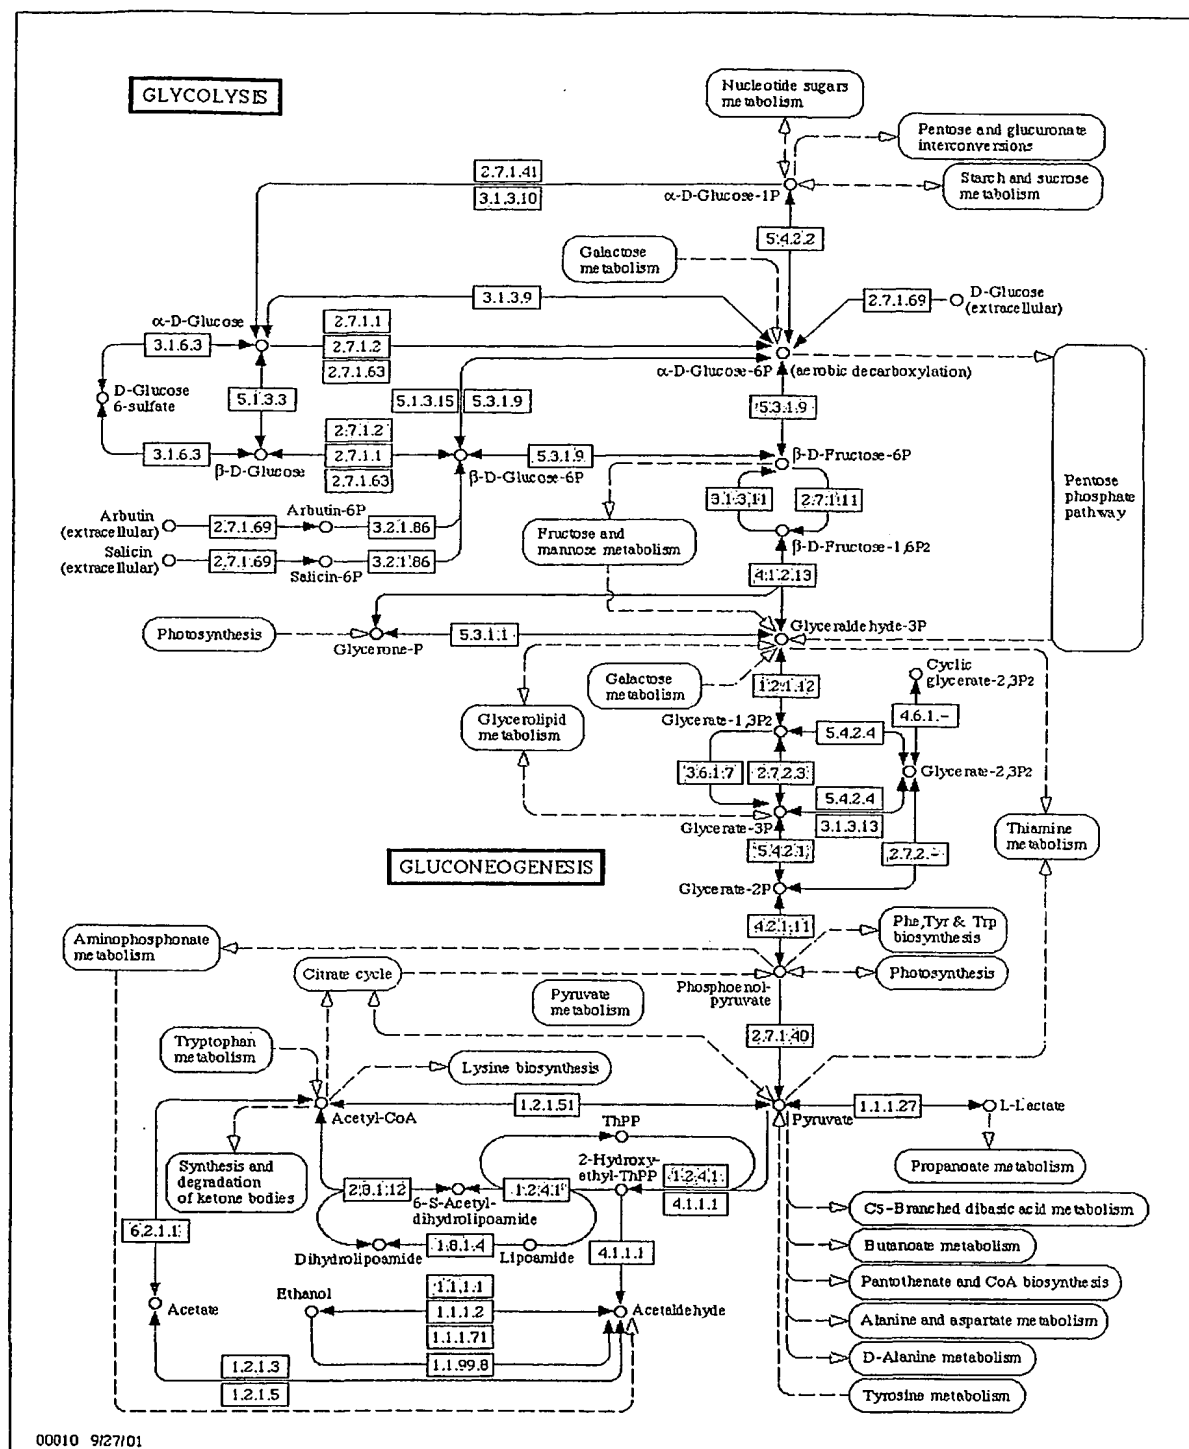 GLYCOLYSIS
Nucleotide sugars
metabolism
Pentose and glucuronate
interconversions
2.7.1.41
3.1.3.10
α-D-Glucose-1P
Starch and sucrose
metabolism
5.4.2.2
Galactose
metabolism
3.1.3.9
2.7.1.69
D-Glucose
(extracellular)
α-D-Glucose
2.7.1.1
2.7.1.2
2.7.1.63
3.1.6.3
α-D-Glucose-6P
(aerobic decarboxylation)
D-Glucose
6-sulfate
5.1.3.3
5.1.3.15
5.3.1.9
5.3.1.9
3.1.6.3
β-D-Glucose
2.7.1.2
2.7.1.1
2.7.1.63
β-D-Glucose-6P
5.3.1.9
β-D-Fructose-6P
Pentose
phosphate
pathway
3.1.3.11
2.7.1.11
Arbutin
(extracellular)
2.7.1.69
Arbutin-6P
3.2.1.86
Fructose and
mannose metabolism
β-D-Fructose-1,6P2
Salicin
(extracellular)
2.7.1.69
Salicin-6P
3.2.1.86
4.1.2.13
Photosynthesis
Glycerone-P
5.3.1.1
Glyceraldehyde-3P
Galactose
metabolism
1.2.1.12
Cyclic
glycerate-2,3P2
Glycerolipid
metabolism
Glycerate-1,3P2
5.4.2.4
4.6.1.-
3.6.1.7
2.7.2.3
Glycerate-2,3P2
5.4.2.4
3.1.3.13
Glycerate-3P
Thiamine
metabolism
GLUCONEOGENESIS
5.4.2.1
2.7.2.-
Glycerate-2P
4.2.1.11
Aminophosphonate
metabolism
Phe,Tyr & Trp
biosynthesis
Citrate cycle
Phosphoenol-
pyruvate
Photosynthesis
Pyruvate
metabolism
2.7.1.40
Tryptophan
metabolism
Lysine biosynthesis
Acetyl-CoA
1.2.1.51
Pyruvate
1.1.1.27
L-Lactate
ThPP
Synthesis and
degradation
of ketone bodies
2-Hydroxy-
ethyl-ThPP
Propanoate metabolism
2.3.1.12
6-S-Acetyl-
dihydrolipoamide
1.2.4.1
1.2.4.1
4.1.1.1
C5-Branched dibasic acid metabolism
6.2.1.1
Dihydrolipoamide
1.8.1.4
Lipoamide
4.1.1.1
Butanoate metabolism
Pantothenate and CoA biosynthesis
Acetate
Ethanol
1.1.1.1
1.1.1.2
1.1.1.71
1.1.99.8
Acetaldehyde
Alanine and aspartate metabolism
D-Alanine metabolism
1.2.1.3
1.2.1.5
Tyrosine metabolism
00010 9/27/01